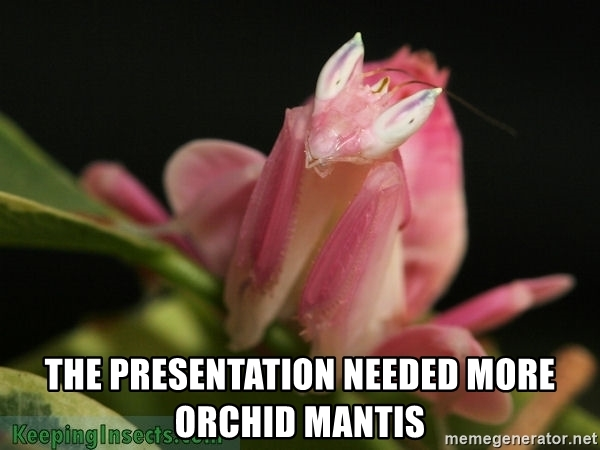 THE PRESENTATION NEEDED MORE
ORCHID MANTIS
KeepingInsects.com
memegenerator.net